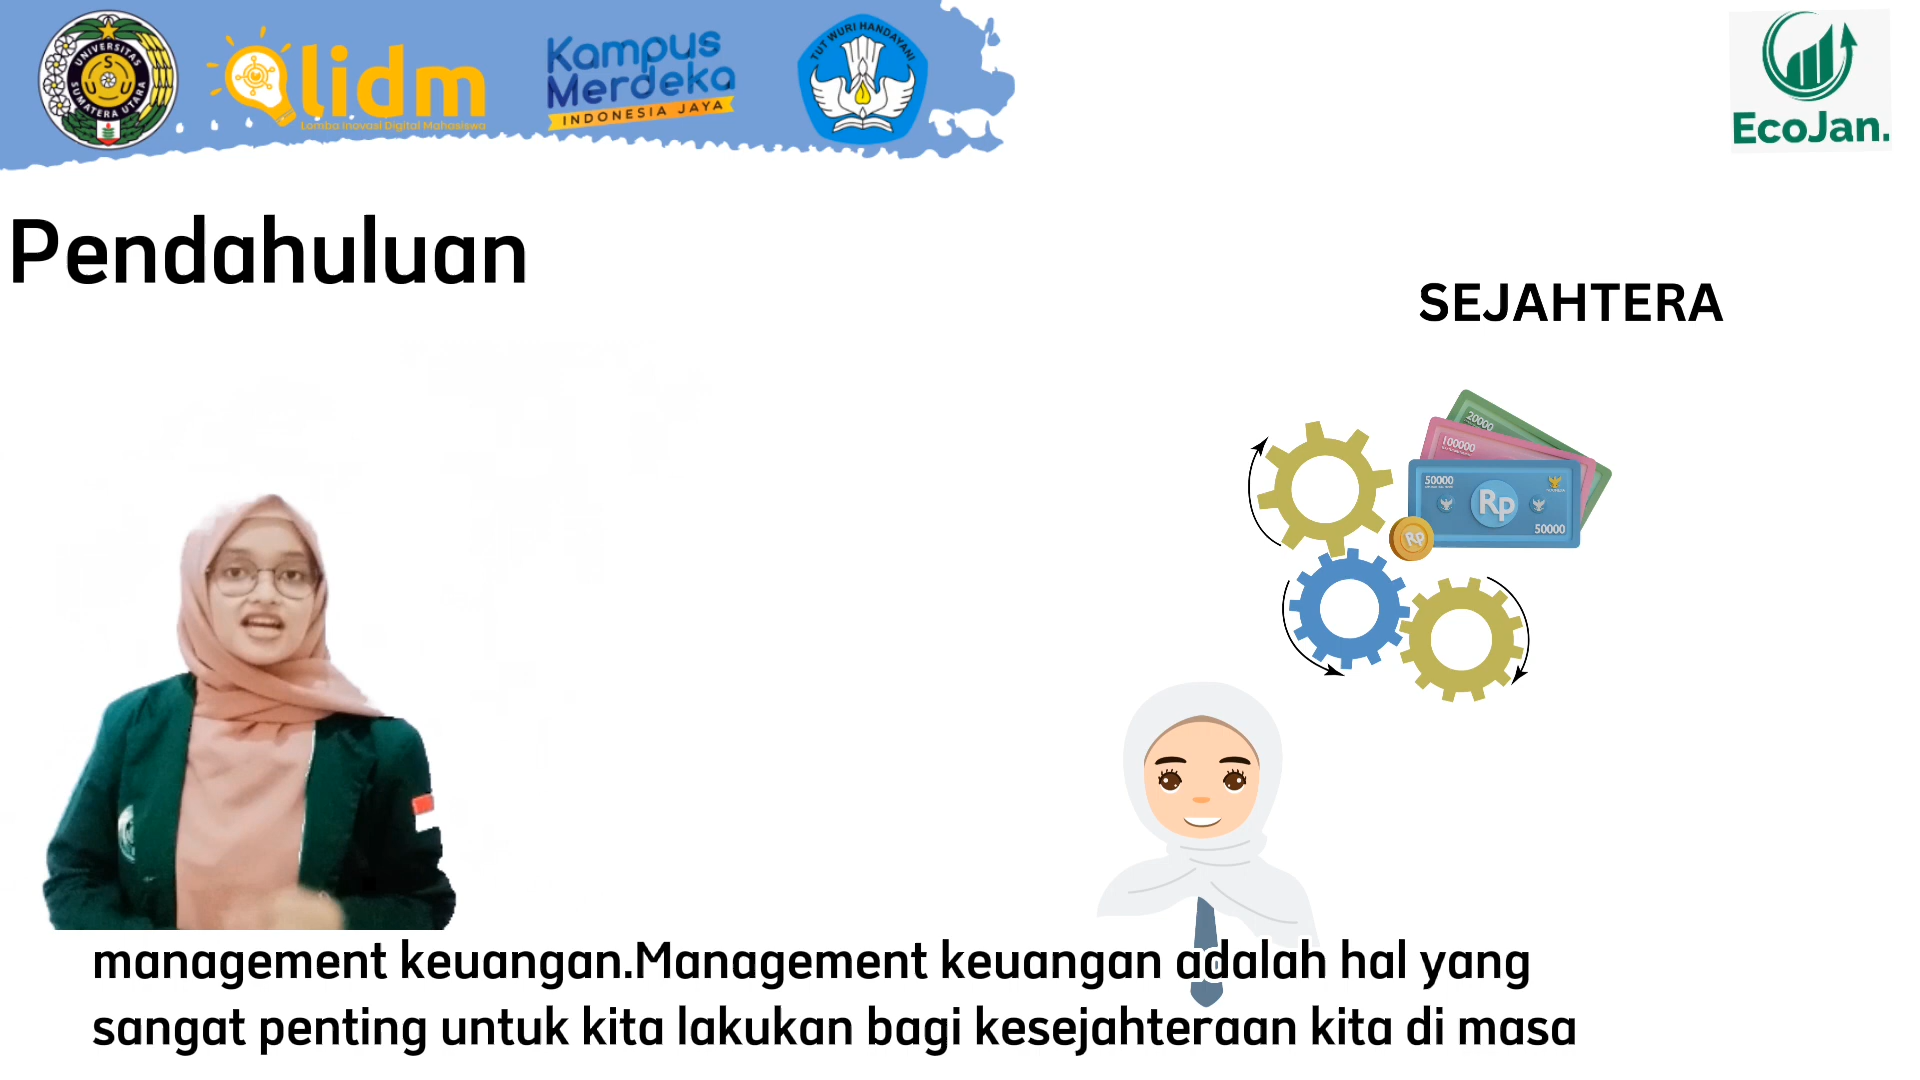 UNIVERSITAS
SUMATERA UTARA
lidm
Lomba Inovasi Digital Mahasiswa
Kampus
Merdeka
INDONESIA JAYA
TUT WURI HANDAYANI
EcoJan.
Pendahuluan
SEJAHTERA
20000
100000
50000
Rp
50000
Rp
management keuangan.Management keuangan adalah hal yang
sangat penting untuk kita lakukan bagi kesejahteraan kita di masa